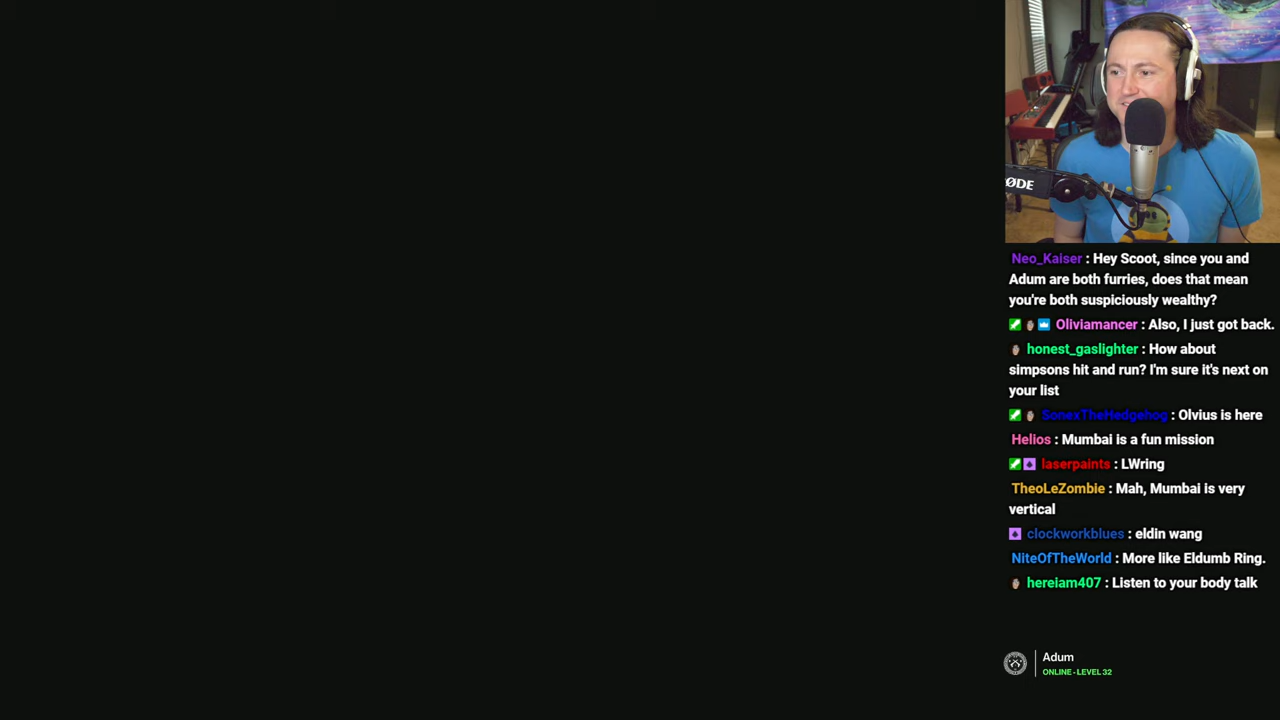 RØDE
Neo_Kaiser : Hey Scoot, since you and
Adum are both furries, does that mean
you're both suspiciously wealthy?
Oliviamancer : Also, I just got back.
honest_gaslighter : How about
simpsons hit and run? I'm sure it's next on
your list
SonexTheHedgehog : Olvius is here
Helios : Mumbai is a fun mission
laserpaints : LWring
TheoLeZombie : Mah, Mumbai is very
vertical
clockworkblues : eldin wang
NiteOfTheWorld : More like Eldumb Ring.
hereiam407 : Listen to your body talk
Adum
ONLINE - LEVEL 32